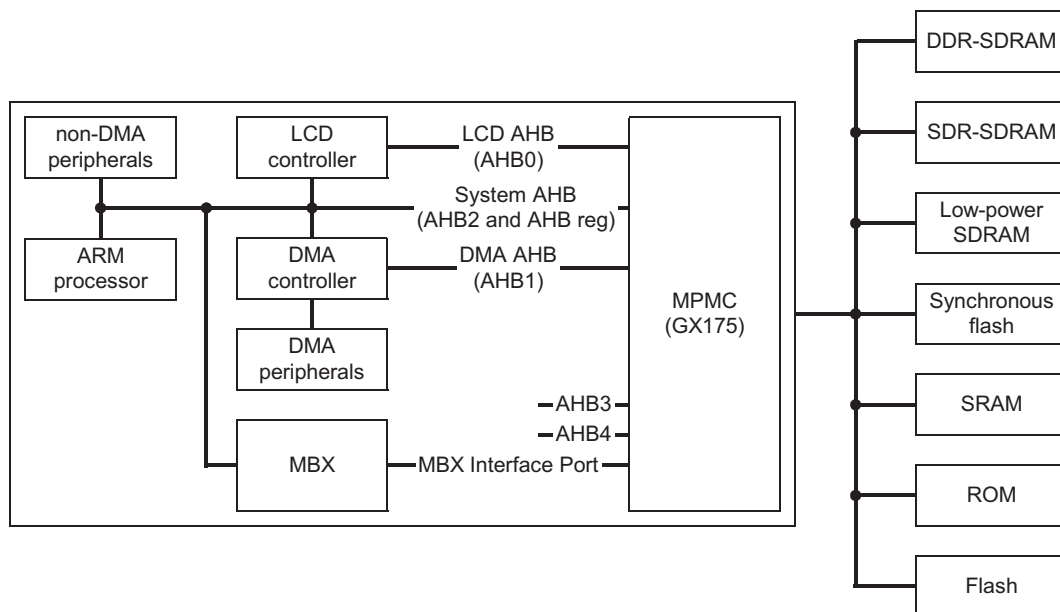 non-DMA
peripherals
ARM
processor
LCD
controller
DMA
controller
DMA
peripherals
MBX
LCD AHB
(AHB0)
System AHB
(AHB2 and AHB reg)
DMA AHB
(AHB1)
AHB3
AHB4
MBX Interface Port
MPMC
(GX175)
DDR-SDRAM
SDR-SDRAM
Low-power
SDRAM
Synchronous
flash
SRAM
ROM
Flash